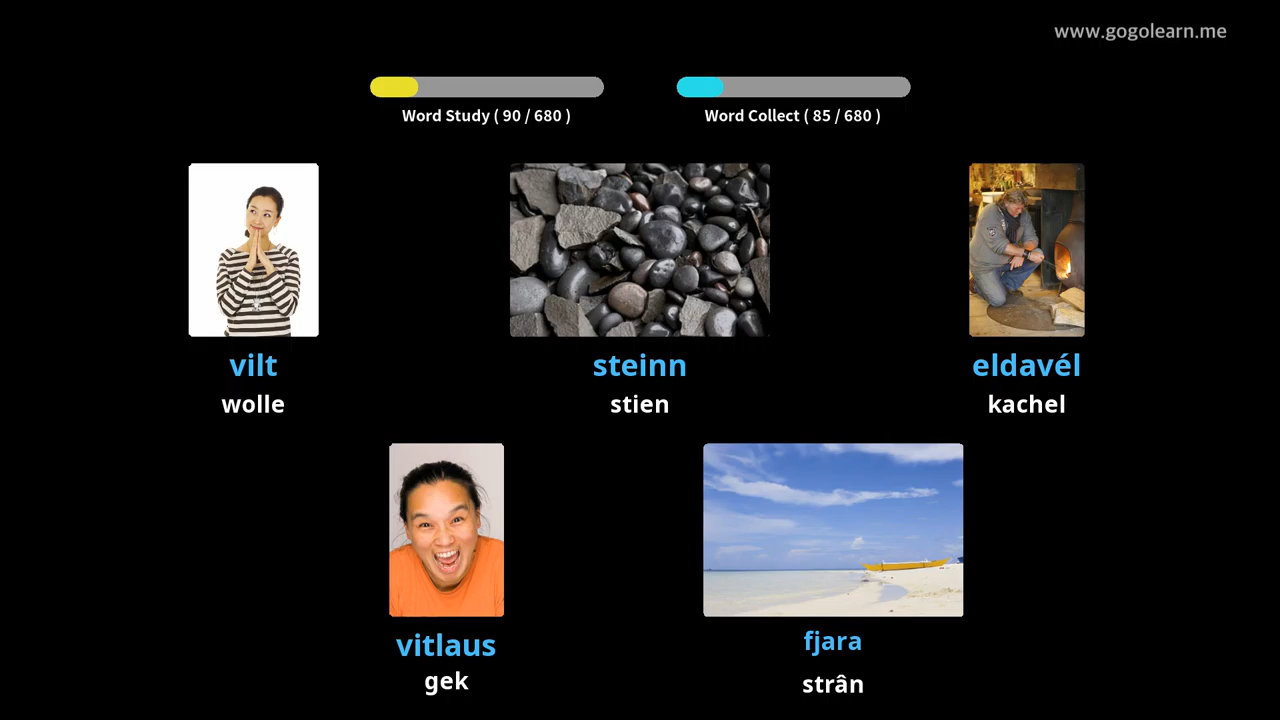 www.gogolearn.me
Word Study ( 90 / 680 )
Word Collect ( 85 / 680 )
vilt
wolle
steinn
stien
eldavél
kachel
vitlaus
gek
fjara
strân